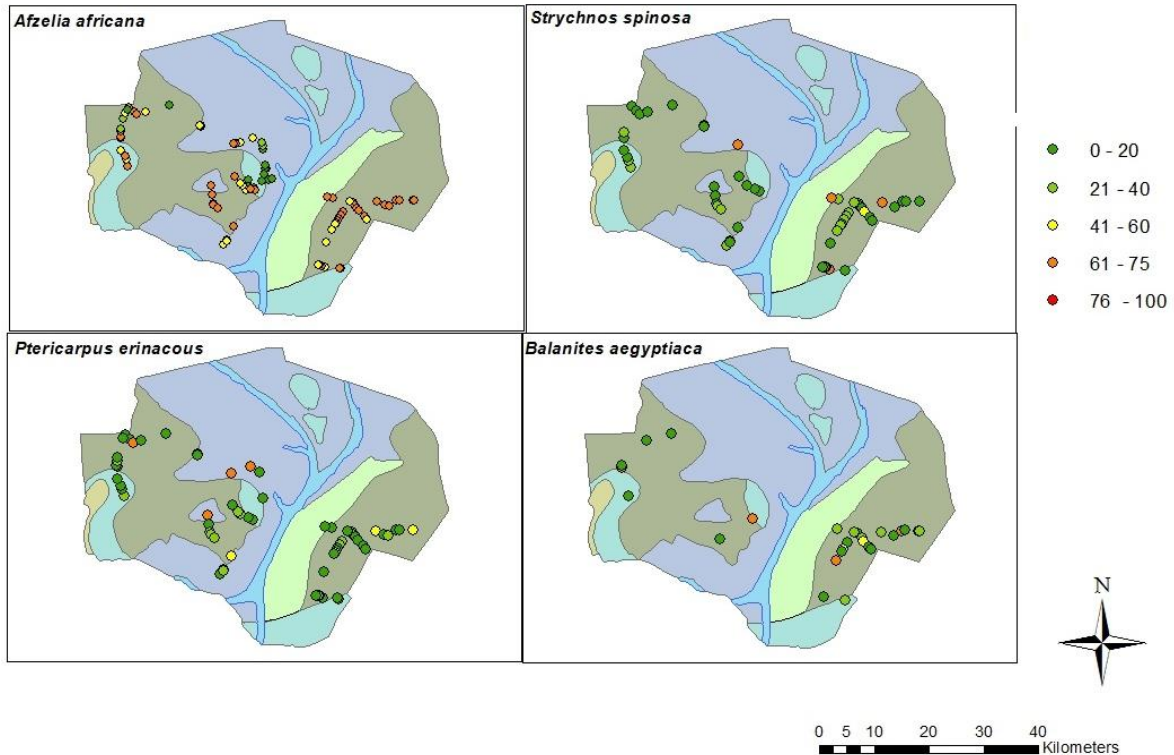 Afzelia africana
Strychnos spinosa
0 - 20
21 - 40
41 - 60
61 - 75
76 - 100
Ptericarpus erinacous
Balanites aegyptiaca
N
0 5 10 20 30 40
Kilometers